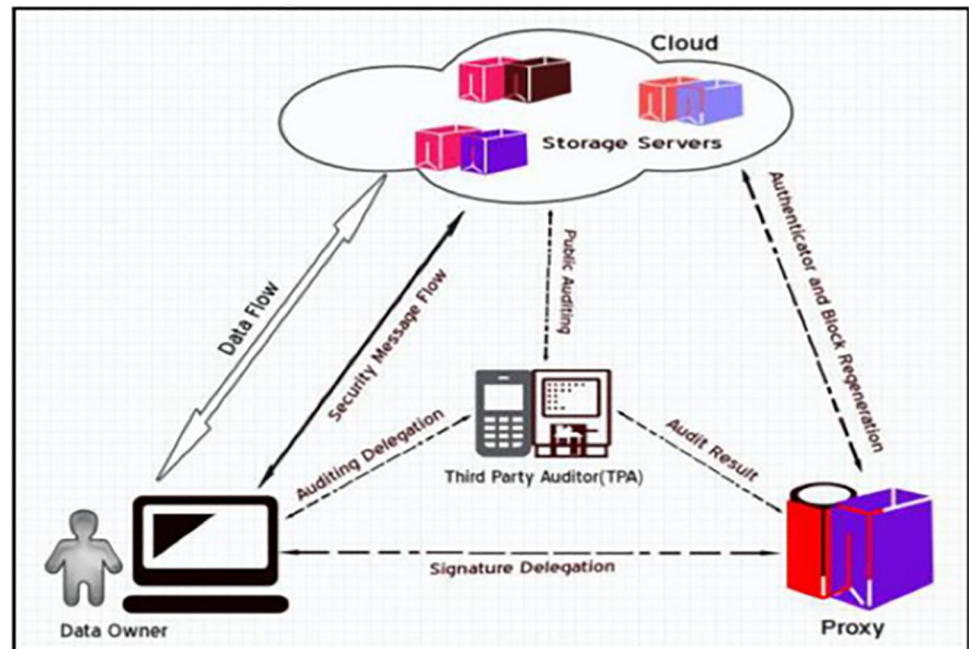 Cloud
Storage Servers
Data Flow
Security Message Flow
Public Auditing
Authenticator and Block Regeneration
Auditing Delegation
Audit Result
Third Party Auditor(TPA)
Signature Delegation
Data Owner
Proxy